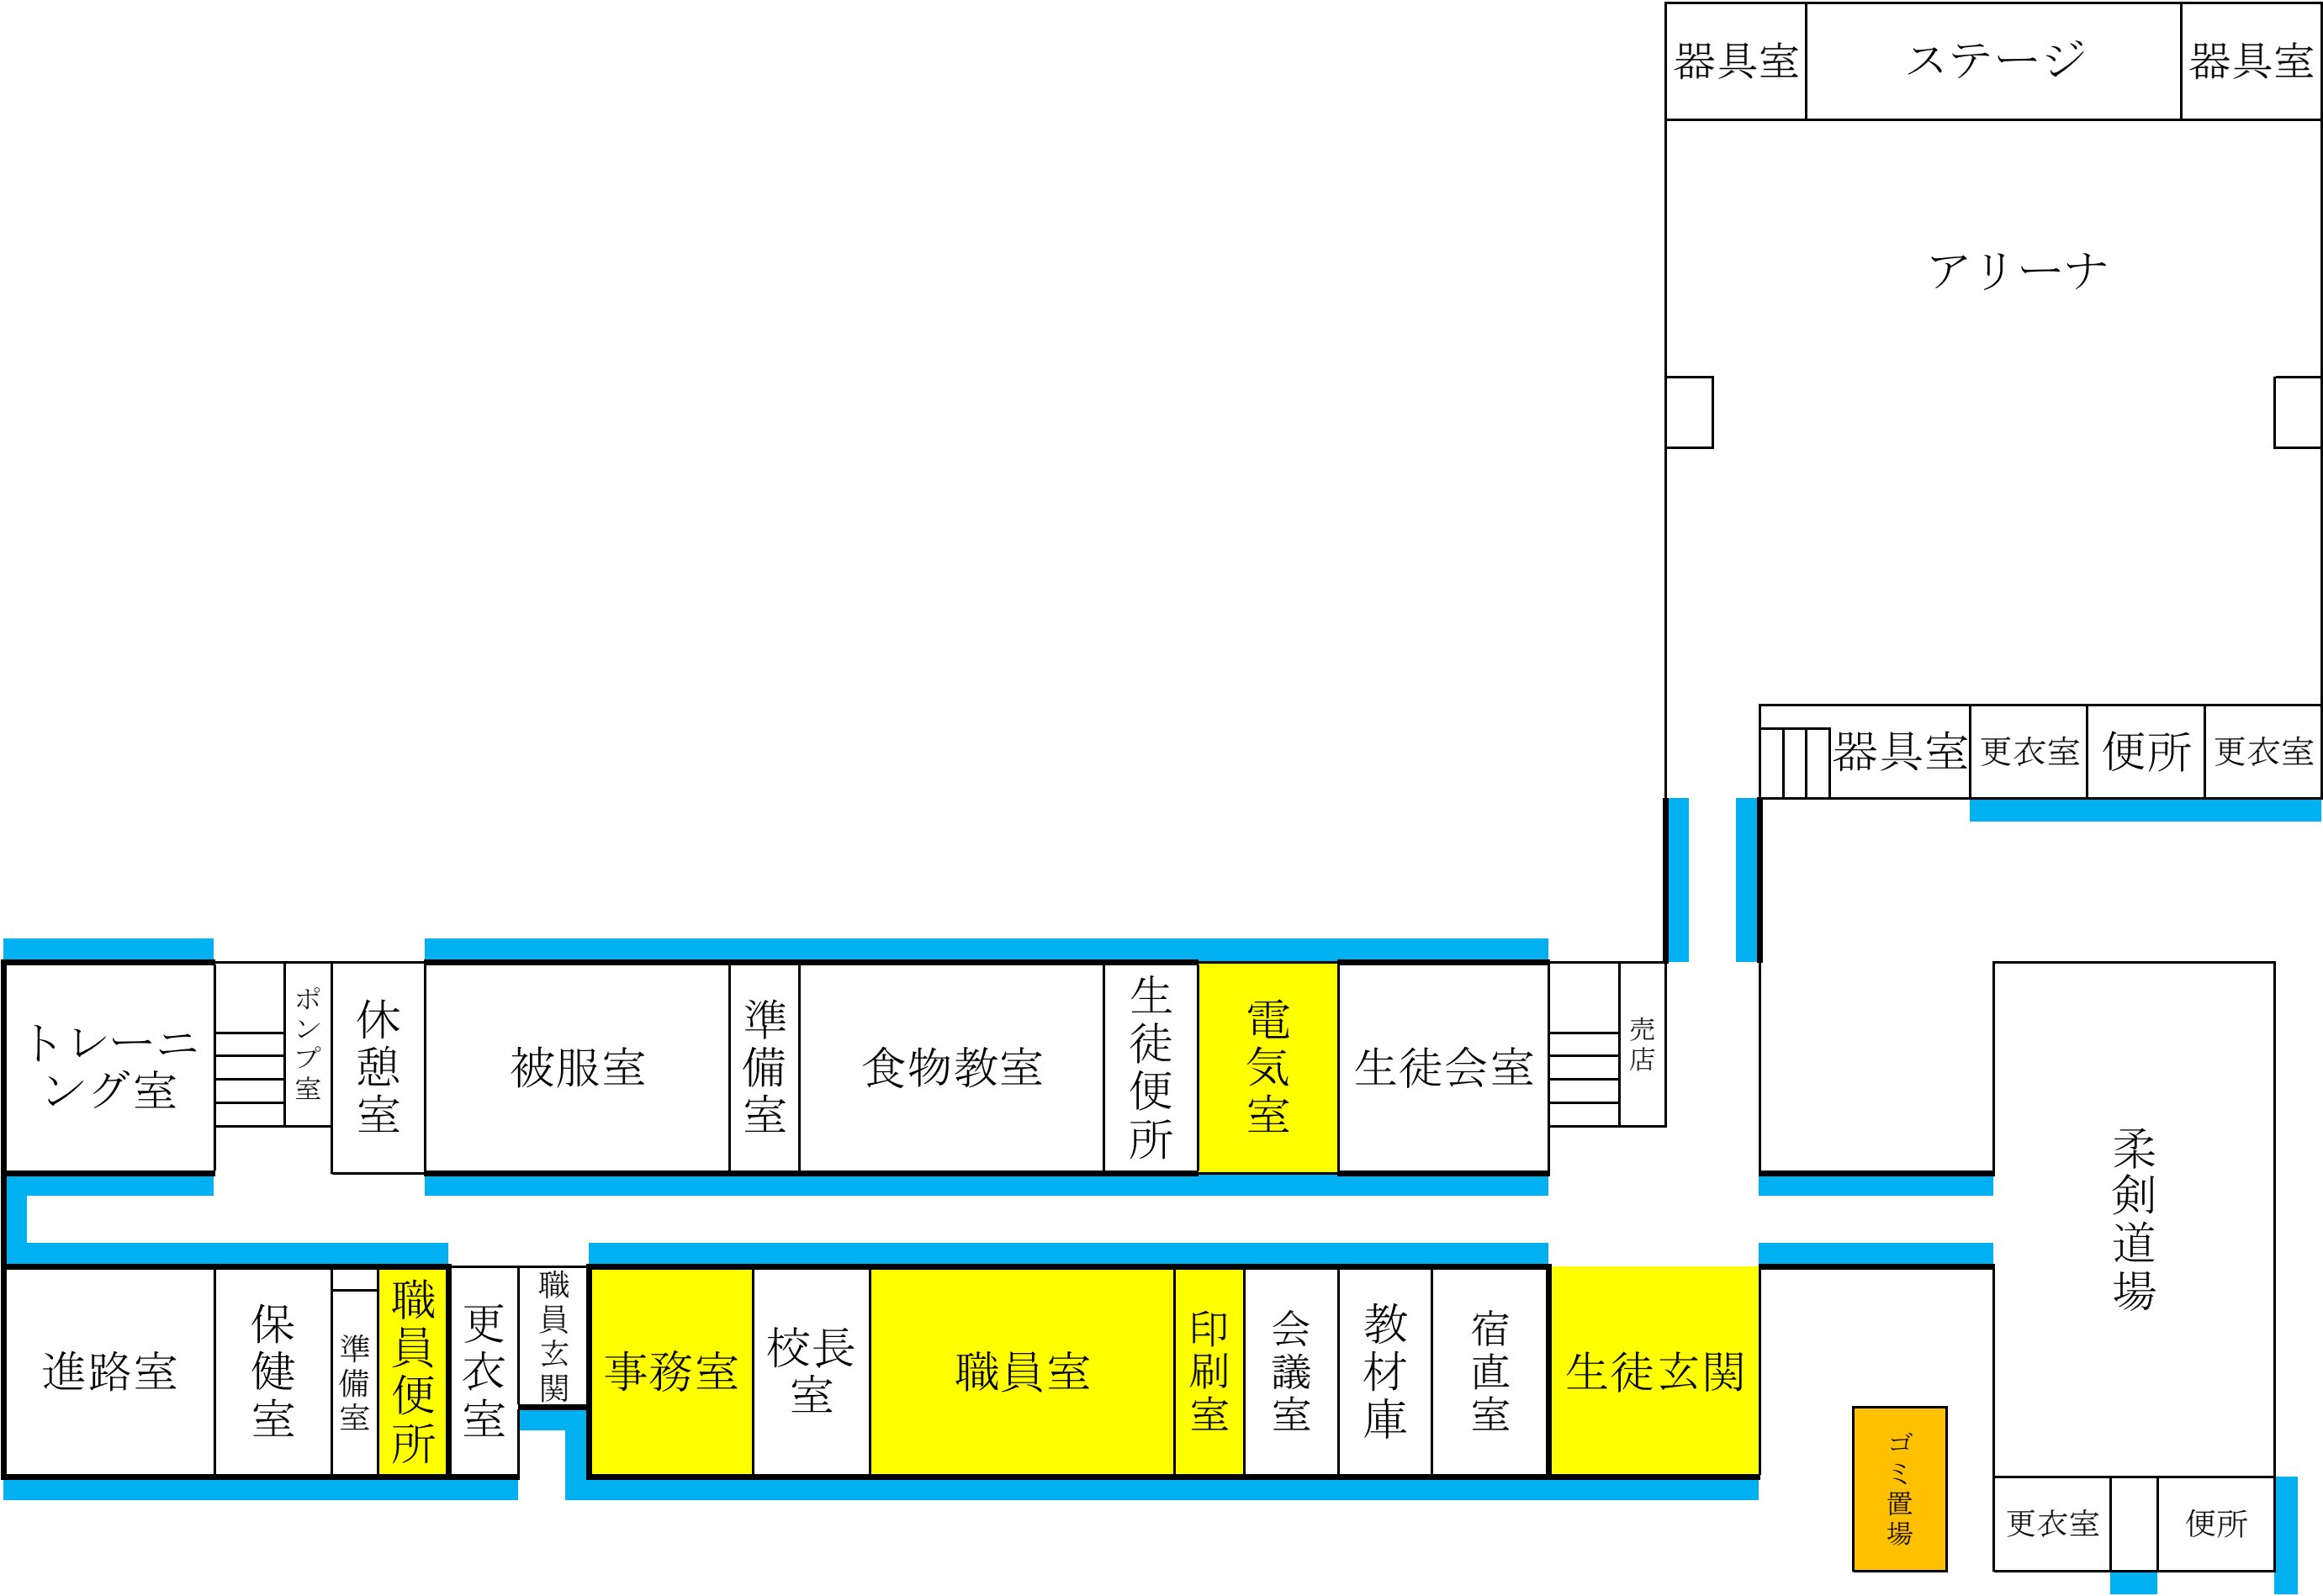 器具室
ステージ
器具室
アリーナ
器具室
更衣室
便所
更衣室
トレーニ
ング室
ポンプ室
休憩室
被服室
準備室
食物教室
生徒便所
電気室
生徒会室
売店
柔剣道場
進路室
保健室
準備室
職員便所
更衣室
職員玄関
事務室
校長
室
職員室
印刷室
会議室
教材庫
宿直室
生徒玄関
ゴミ置場
更衣室
便所